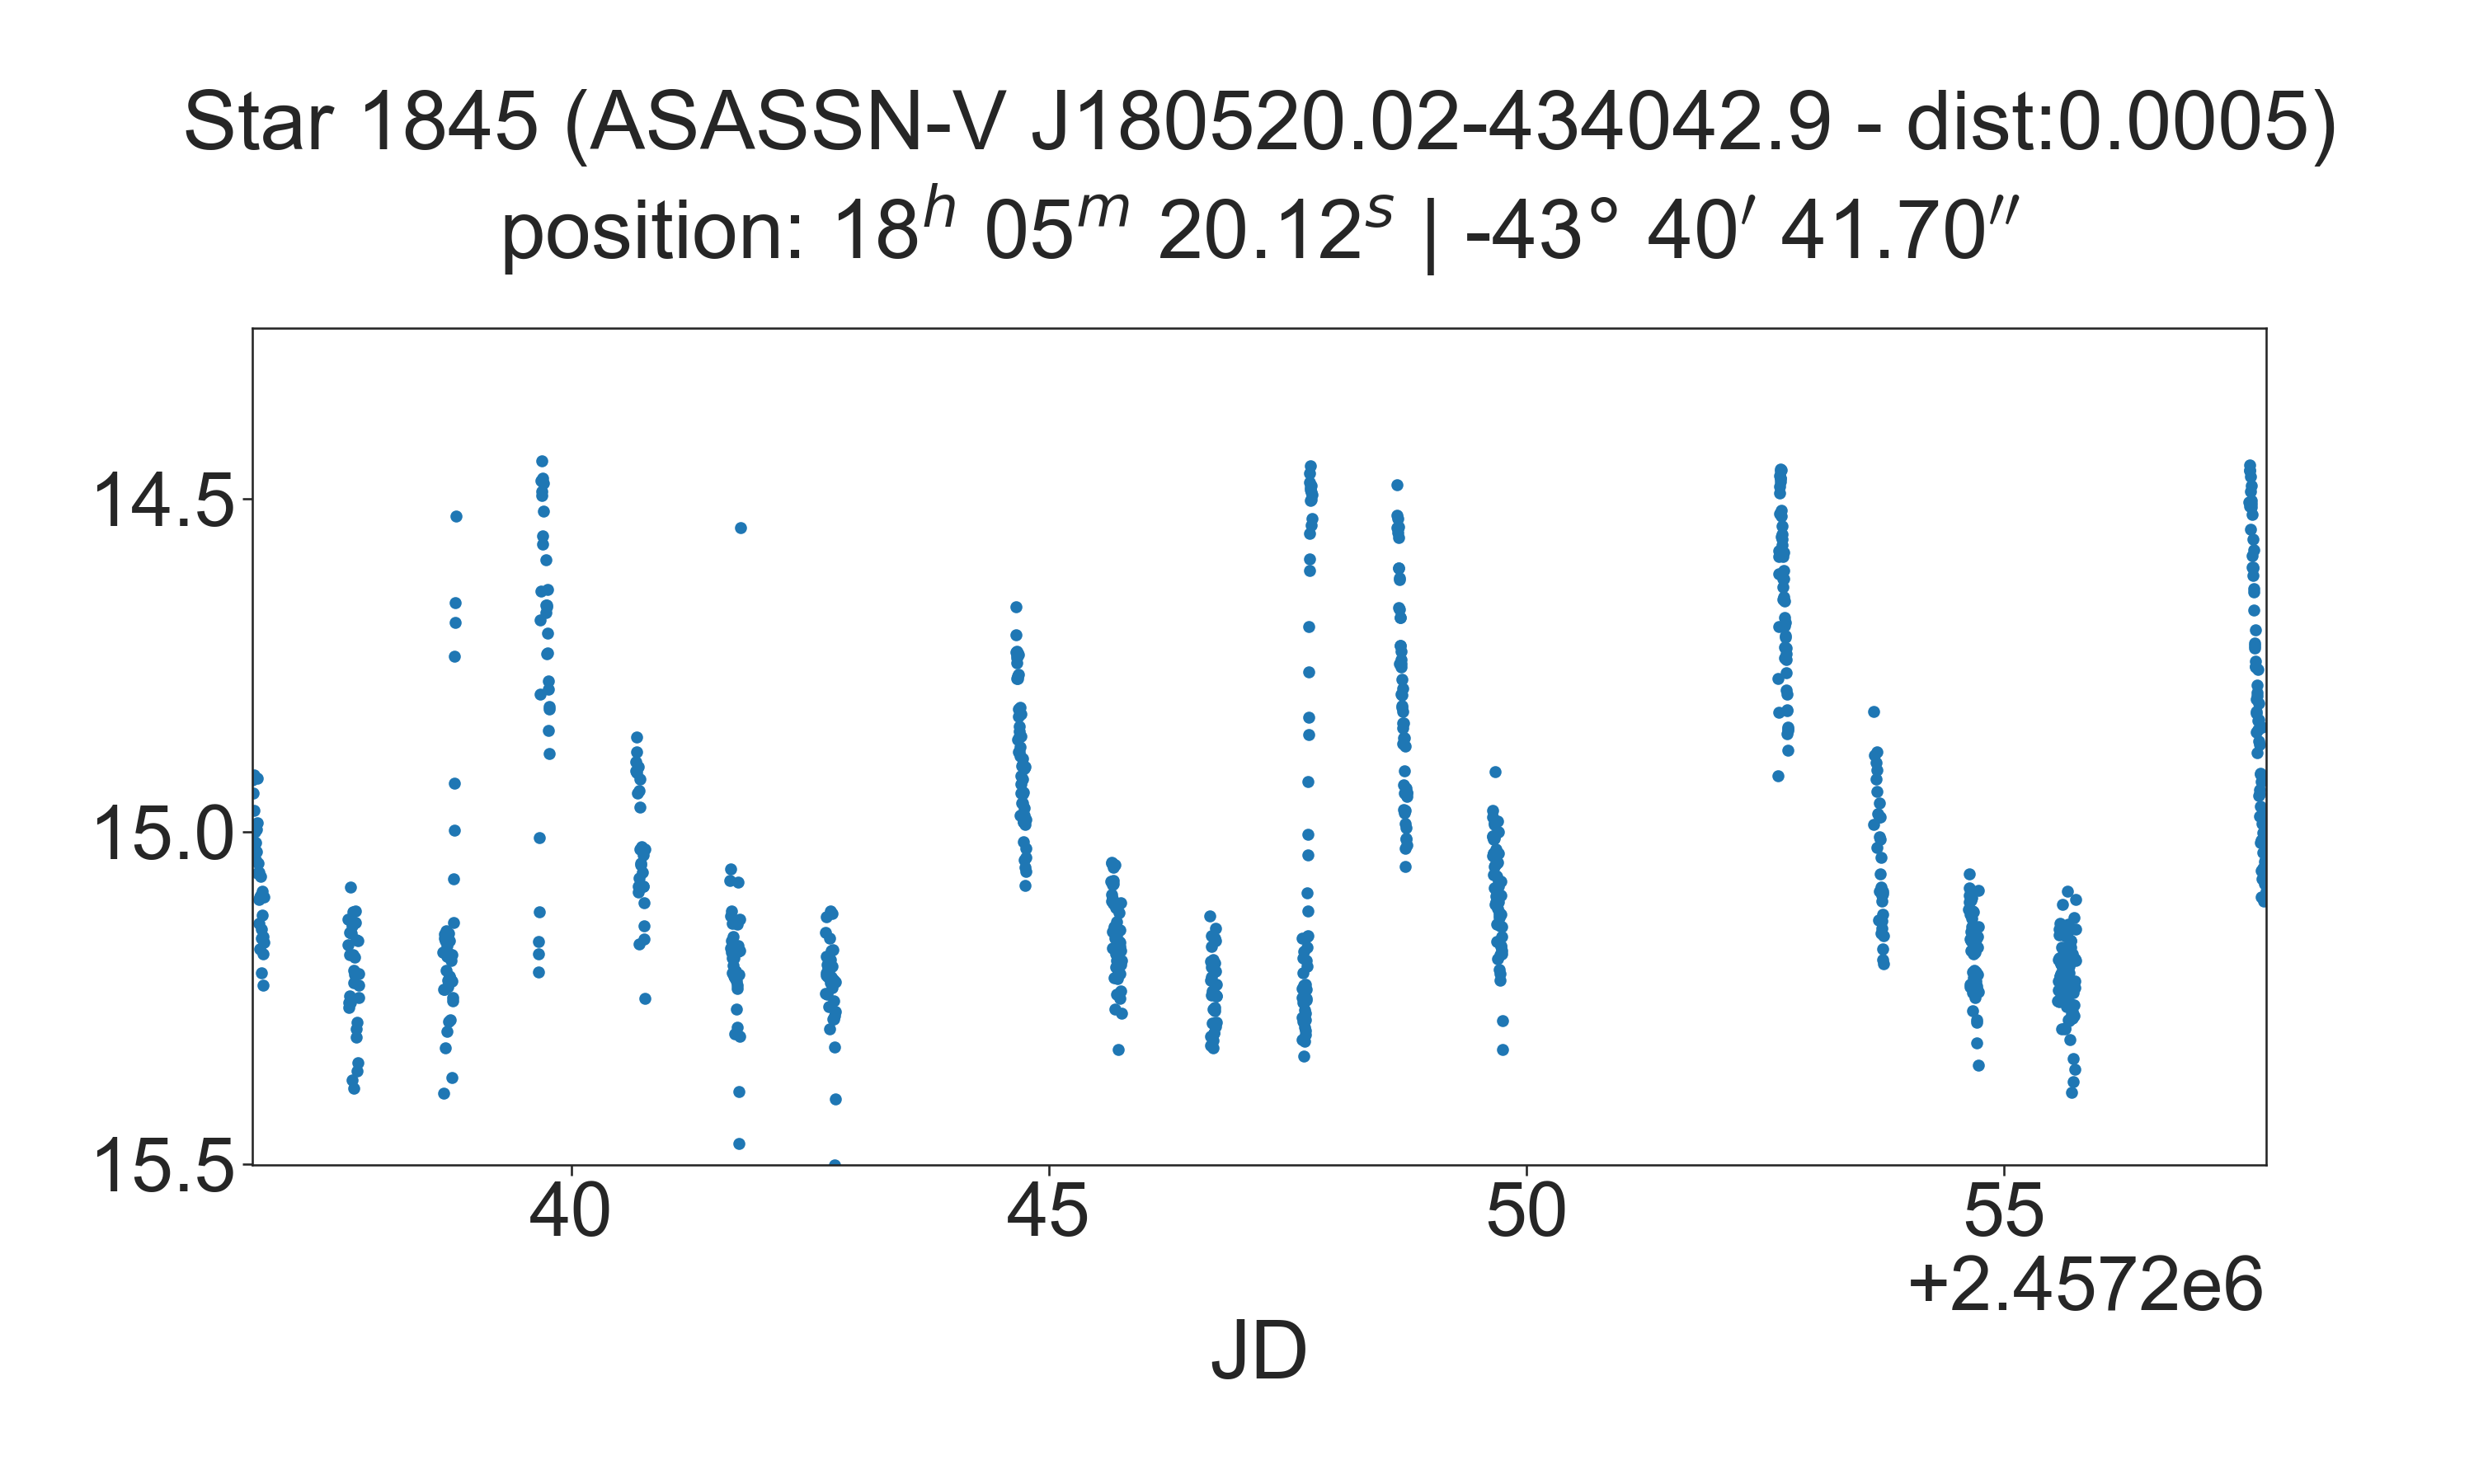 Star 1845 (ASASSN-V J180520.02-434042.9 - dist:0.0005)
position: 18h 05m 20.12s | -43° 40′ 41.70″
14.5
15.0
15.5
40 45 50 55
+2.4572e6
JD